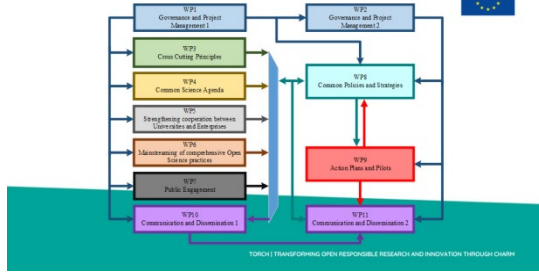 WP1
Governance and Project
Management 1
WP2
Governance and Project
Management 2
WP3
Cross Cutting Principles
WP4
Common Science Agenda
WP5
Strengthening cooperation between
Universities and Enterprises
WP6
Mainstreaming of comprehensive Open
Science practices
WP7
Public Engagement
WP8
Common Policies and Strategies
WP9
Action Plans and Pilots
WP10
Communication and Dissemination 1
WP11
Communication and Dissemination 2
TORCH | TRANSFORMING OPEN RESPONSIBLE RESEARCH AND INNOVATION THROUGH CHARM